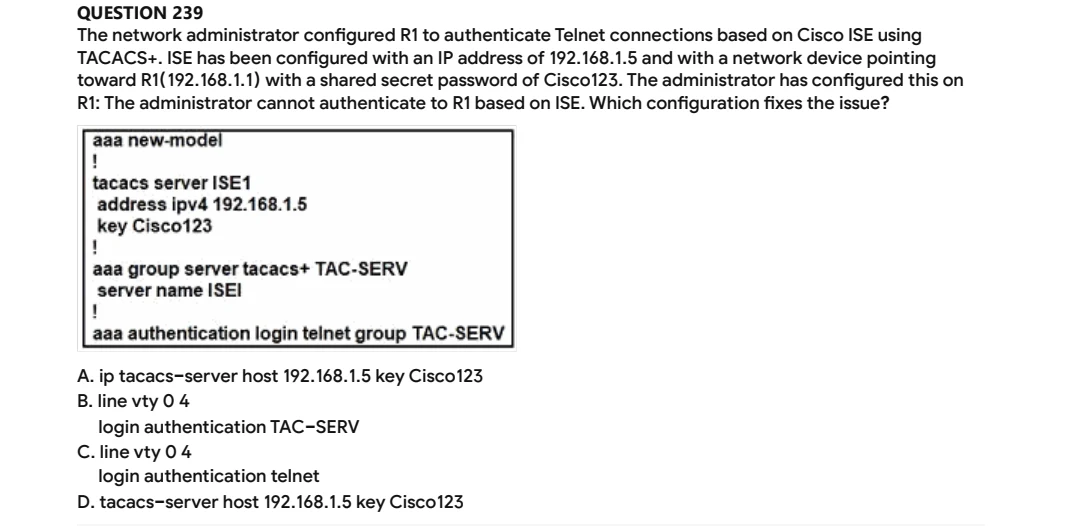 QUESTION 239
The network administrator configured R1 to authenticate Telnet connections based on Cisco ISE using
TACACS+. ISE has been configured with an IP address of 192.168.1.5 and with a network device pointing
toward R1(192.168.1.1) with a shared secret password of Cisco123. The administrator has configured this on
R1: The administrator cannot authenticate to R1 based on ISE. Which configuration fixes the issue?
aaa new-model
!
tacacs server ISE1
address ipv4 192.168.1.5
key Cisco123
!
aaa group server tacacs+ TAC-SERV
server name ISEI
!
aaa authentication login telnet group TAC-SERV
A. ip tacacs-server host 192.168.1.5 key Cisco123
B. line vty 0 4
login authentication TAC-SERV
C. line vty 0 4
login authentication telnet
D. tacacs-server host 192.168.1.5 key Cisco123